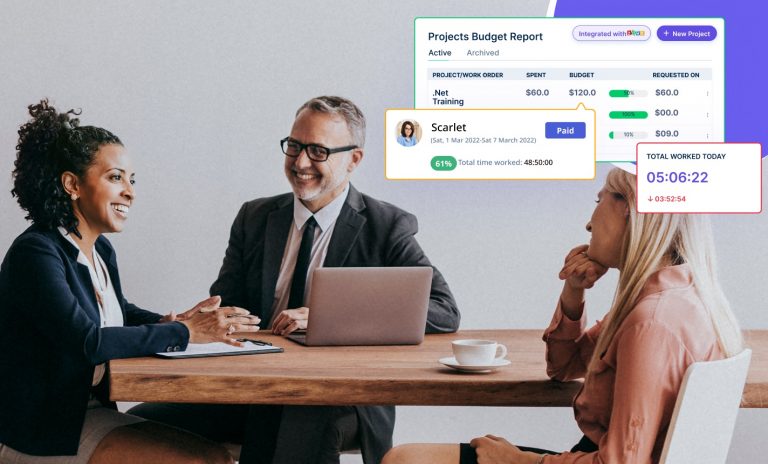 Projects Budget Report
Integrated with
+ New Project
Active Archived
PROJECT/WORK ORDER SPENT BUDGET REQUESTED ON
.Net Training $60.0 $120.0 50% $60.0
100% $00.0
10% $09.0
Scarlet
(Sat, 1 Mar 2022-Sat 7 March 2022)
Paid
61% Total time worked: 48:50:00
TOTAL WORKED TODAY
05:06:22
↓ 03:52:54